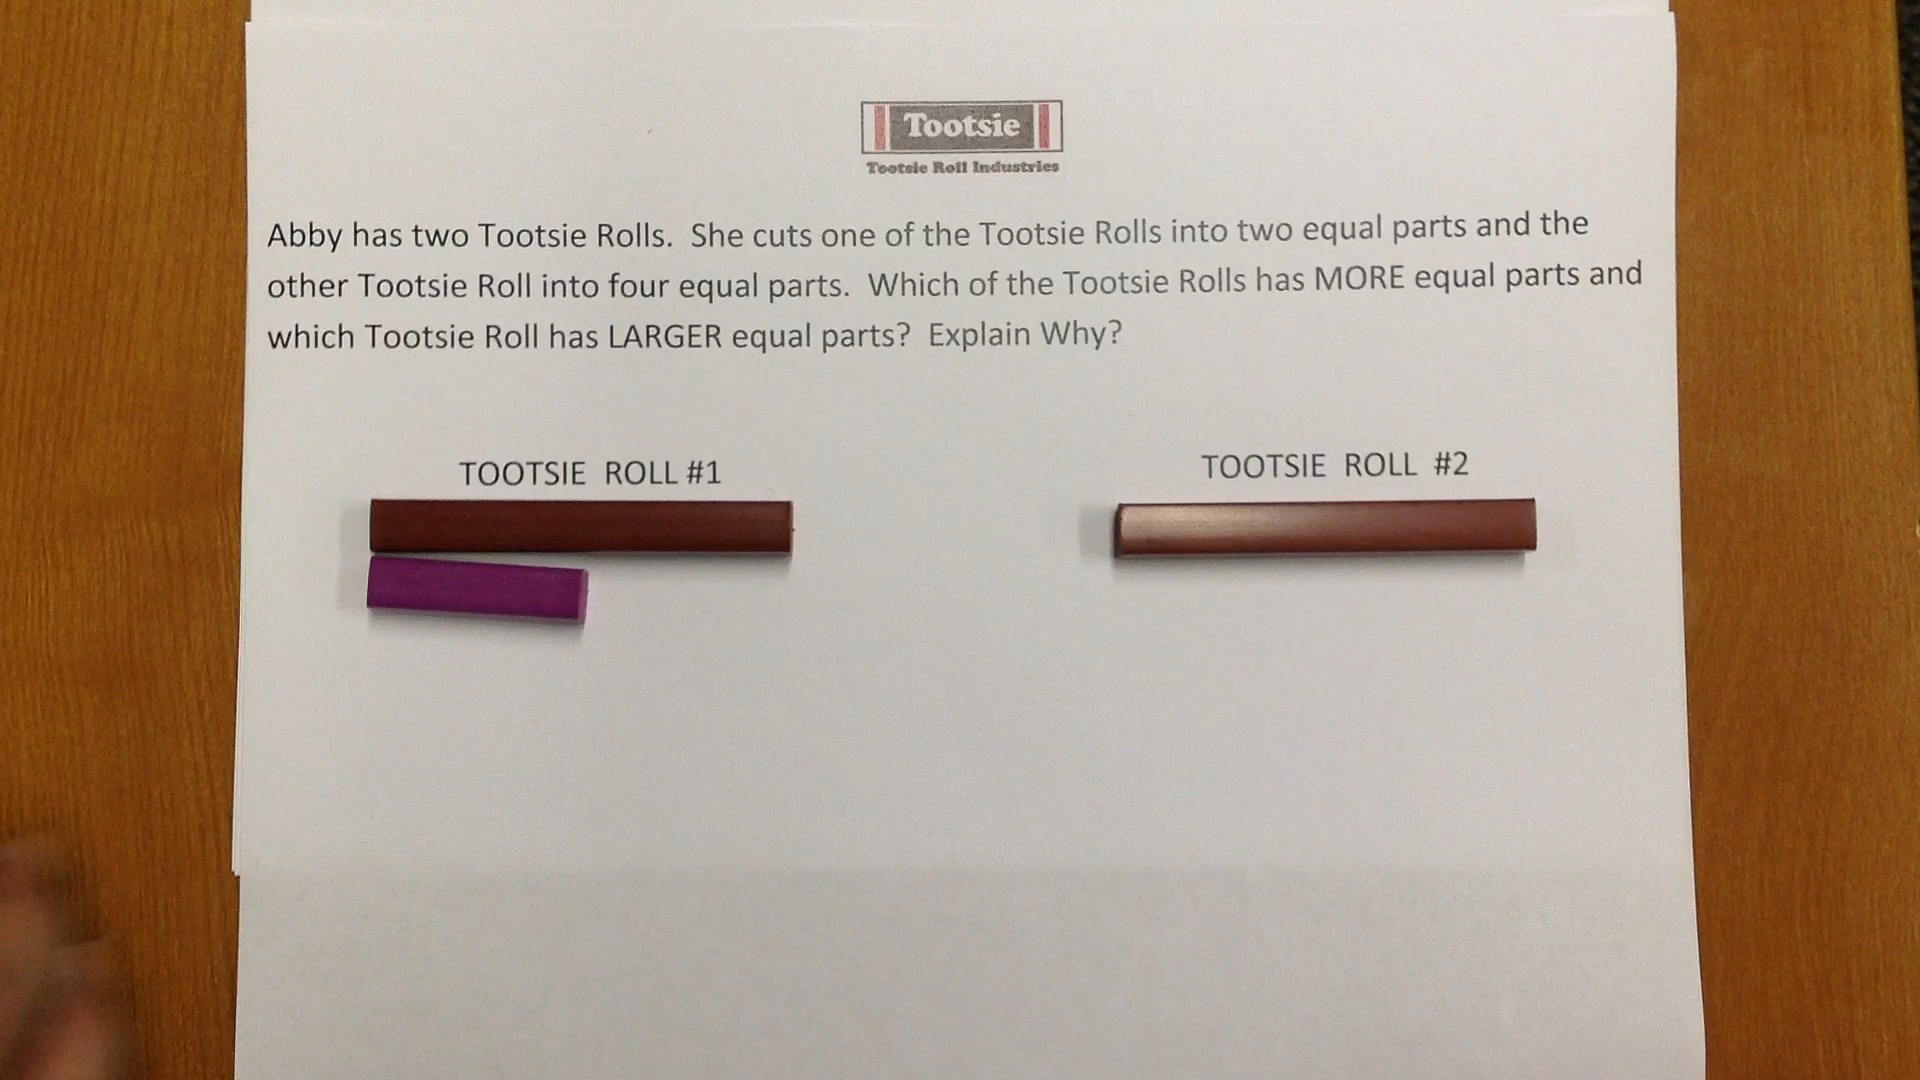 Tootsie
Tootsie Roll Industries
Abby has two Tootsie Rolls.  She cuts one of the Tootsie Rolls into two equal parts and the
other Tootsie Roll into four equal parts.  Which of the Tootsie Rolls has MORE equal parts and
which Tootsie Roll has LARGER equal parts?  Explain Why?
TOOTSIE  ROLL #1
TOOTSIE  ROLL  #2